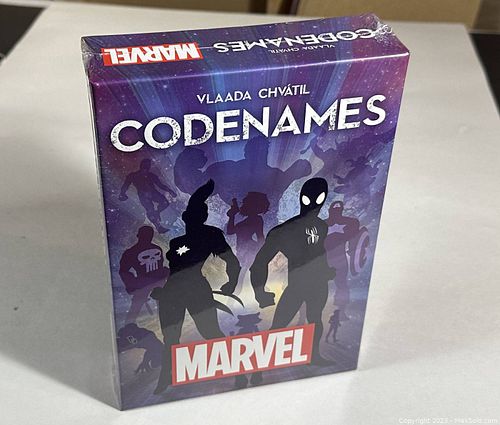 MARVEL
CODENAMES
VLAADA CHVÁTIL
VLAADA CHVÁTIL
CODENAMES
MARVEL
Copyright 2023 - MaxSold.com